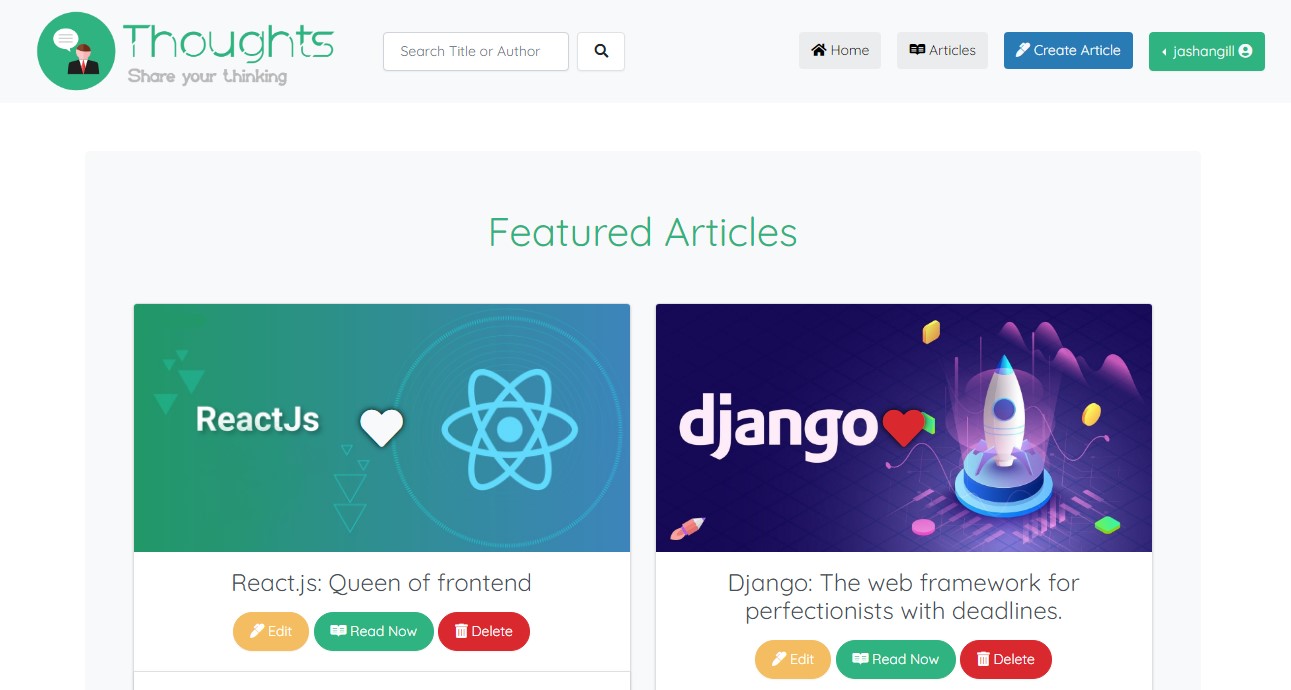 Thoughts
Share your thinking
Search Title or Author
Home
Articles
Create Article
jashangill
Featured Articles
ReactJs
django
React.js: Queen of frontend
Edit
Read Now
Delete
Django: The web framework for
perfectionists with deadlines.
Edit
Read Now
Delete